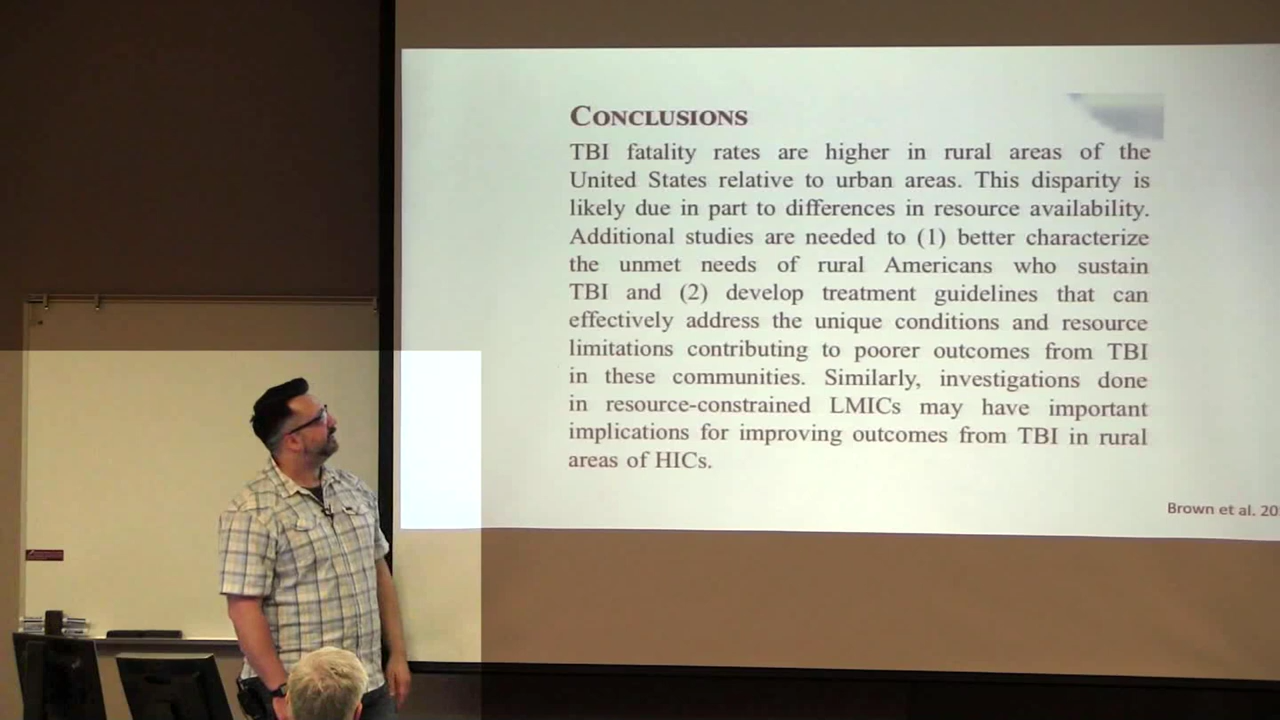 CONCLUSIONS
TBI fatality rates are higher in rural areas of the
United States relative to urban areas. This disparity is
likely due in part to differences in resource availability.
Additional studies are needed to (1) better characterize
the unmet needs of rural Americans who sustain
TBI and (2) develop treatment guidelines that can
effectively address the unique conditions and resource
limitations contributing to poorer outcomes from TBI
in these communities. Similarly, investigations done
in resource-constrained LMICs may have important
implications for improving outcomes from TBI in rural
areas of HICs.
Brown et al. 20